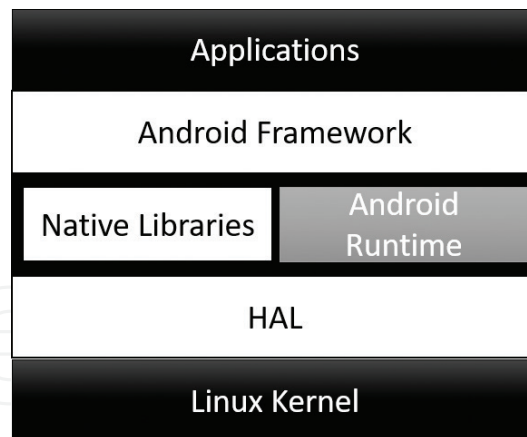 Applications
Android Framework
Native Libraries
Android
Runtime
HAL
Linux Kernel